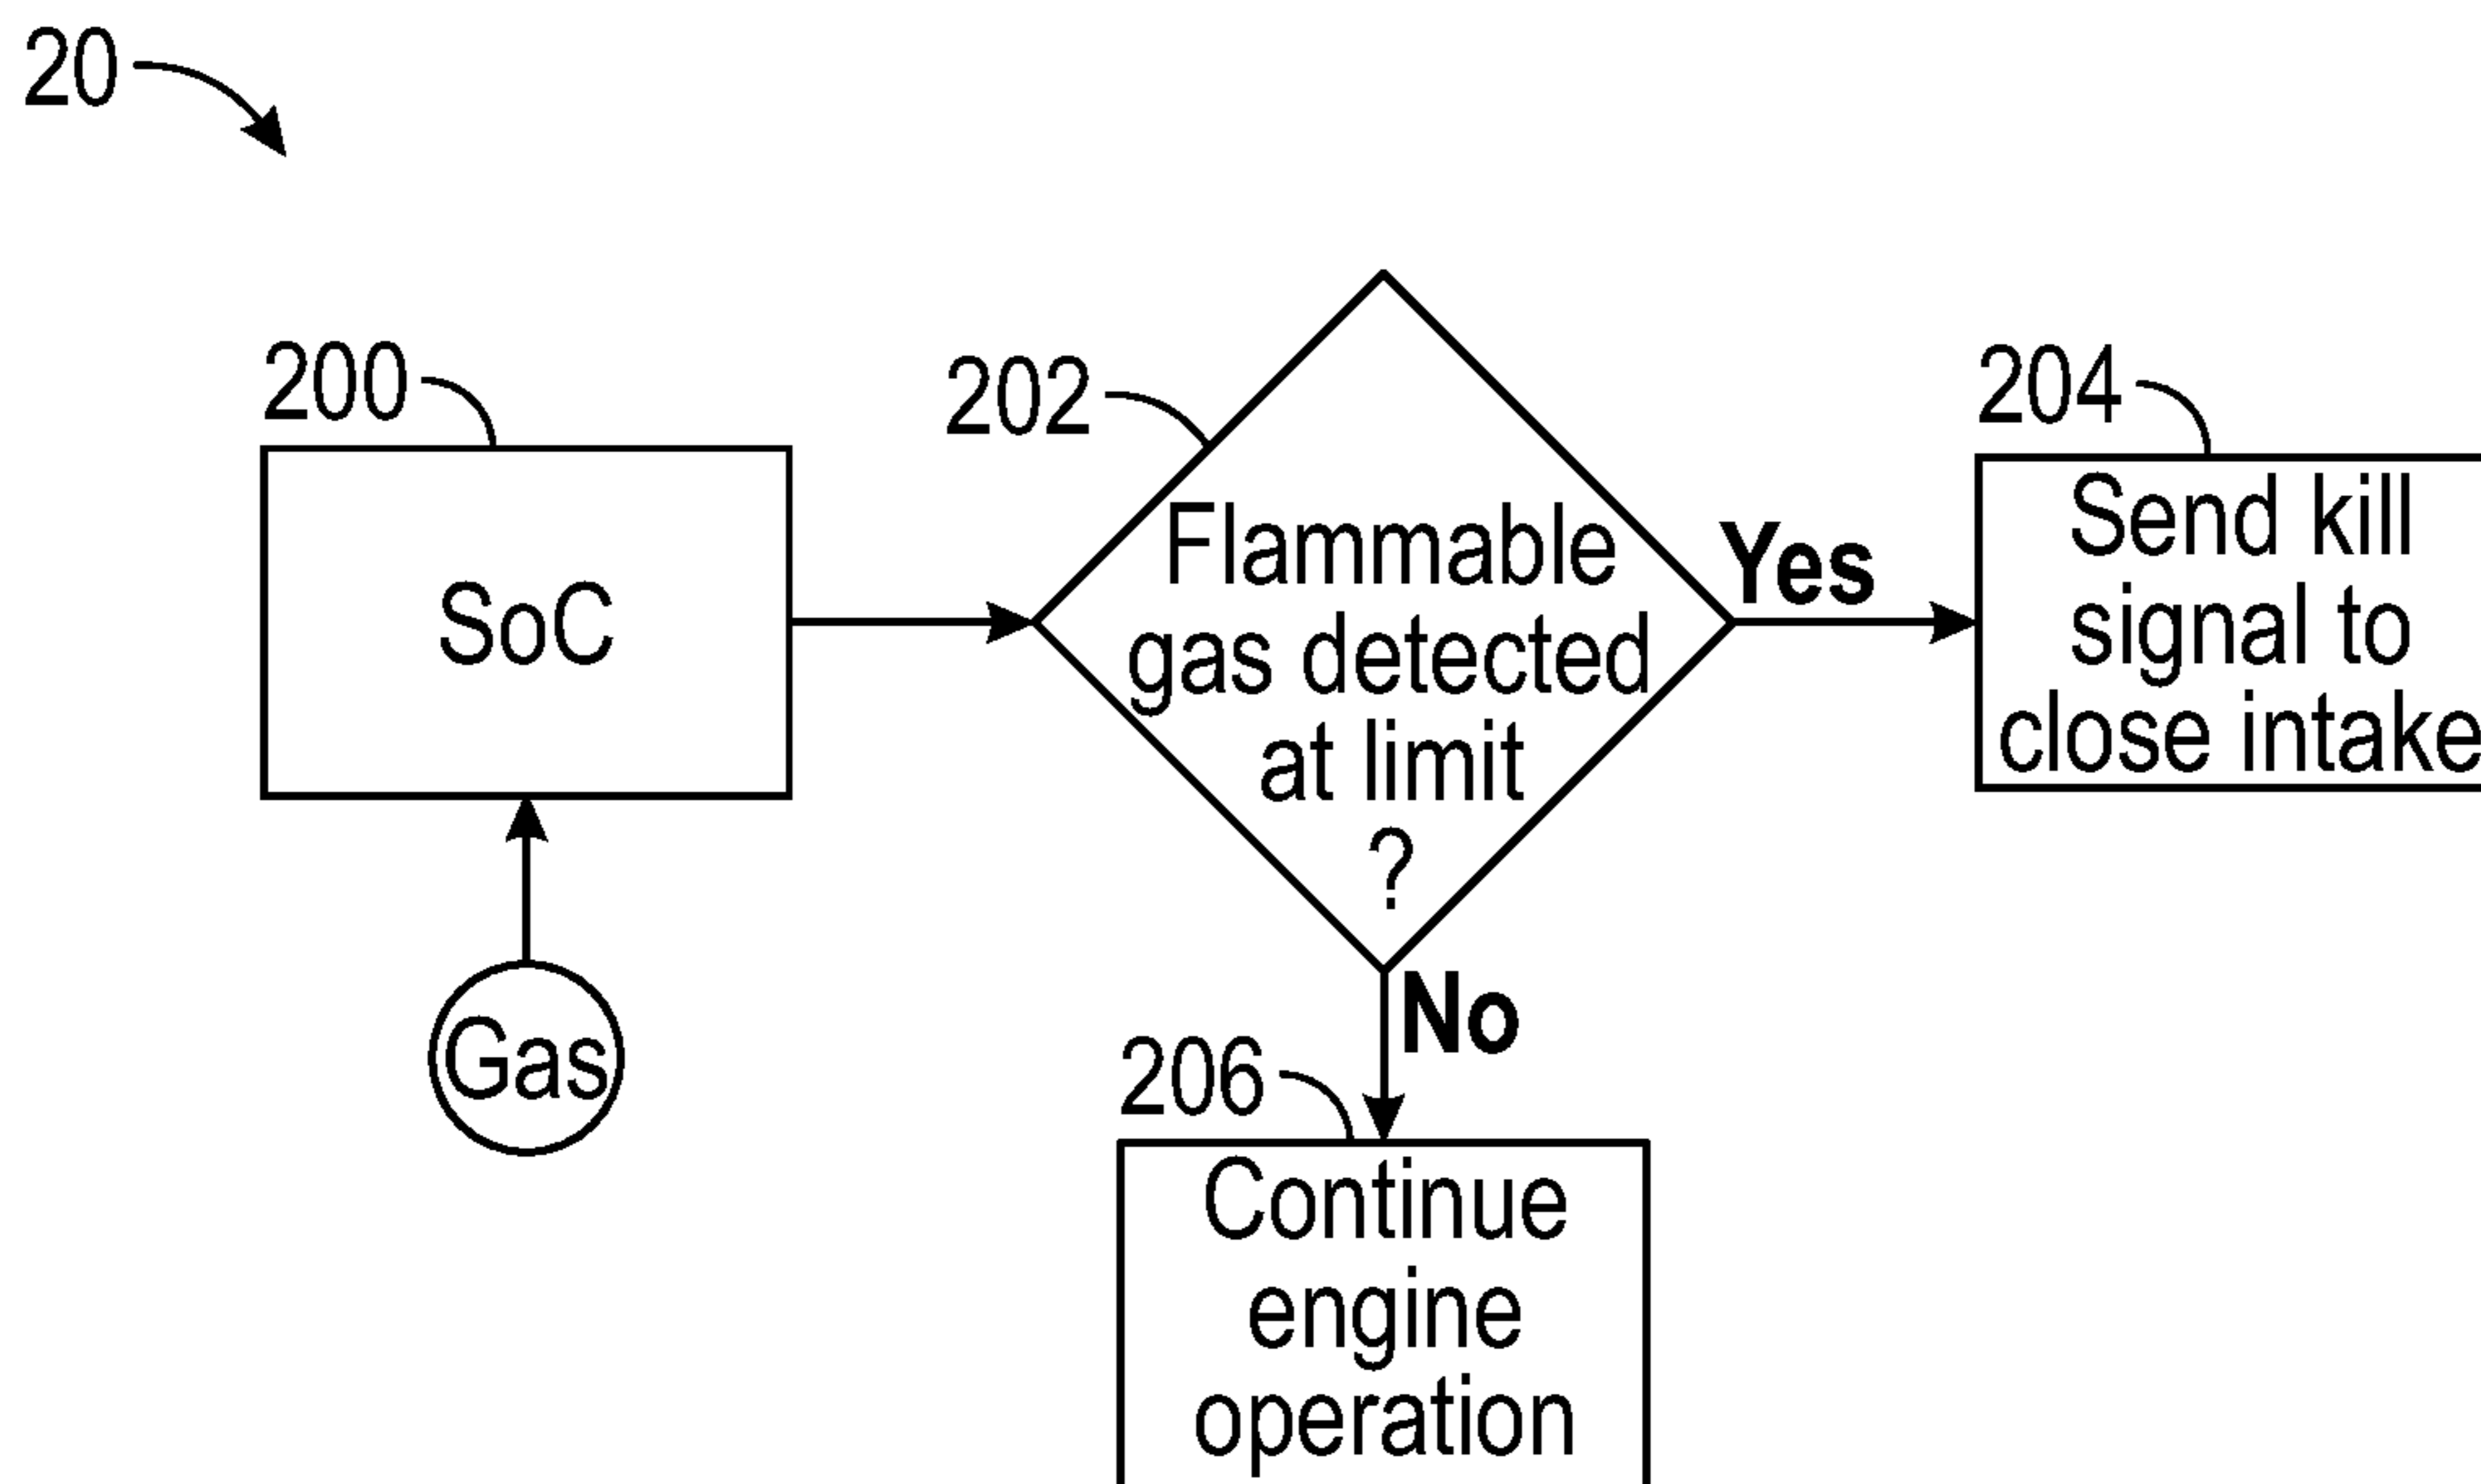 20
200
SoC
Gas
202
Flammable
gas detected
at limit
?
Yes
No
204
Send kill
signal to
close intake
206
Continue
engine
operation